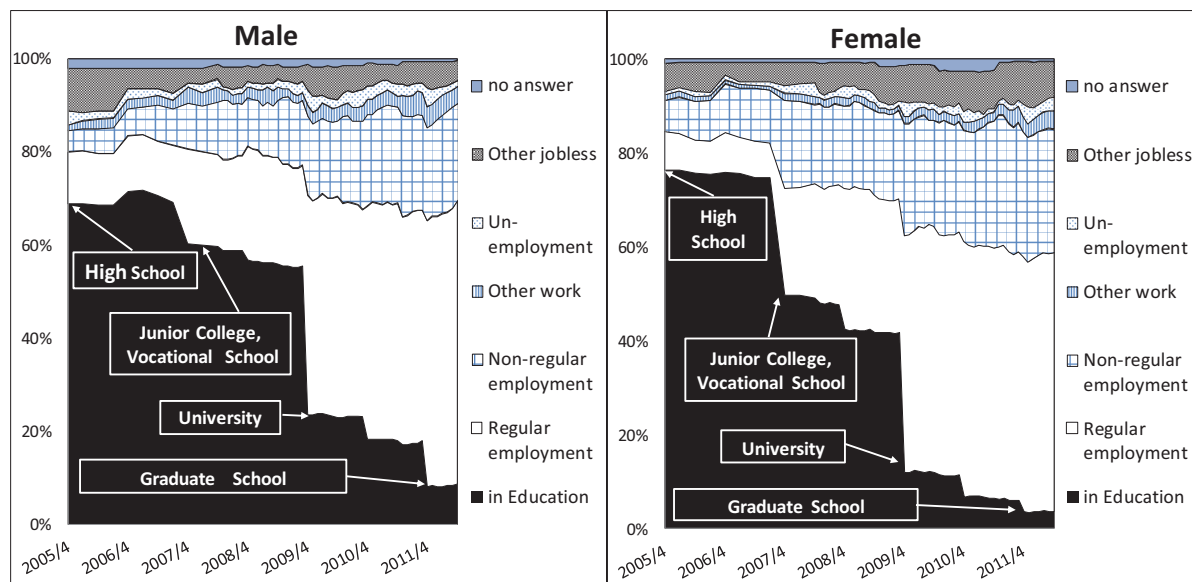 Male
100%
80%
60%
40%
20%
0%
High School
Junior College,
Vocational School
University
Graduate School
2005/4
2006/4
2007/4
2008/4
2009/4
2010/4
2011/4
no answer
Other jobless
Un-
employment
Other work
Non-regular
employment
Regular
employment
in Education
Female
100%
80%
60%
40%
20%
0%
High
School
Junior College,
Vocational School
University
Graduate School
2005/4
2006/4
2007/4
2008/4
2009/4
2010/4
2011/4
no answer
Other jobless
Un-
employment
Other work
Non-regular
employment
Regular
employment
in Education